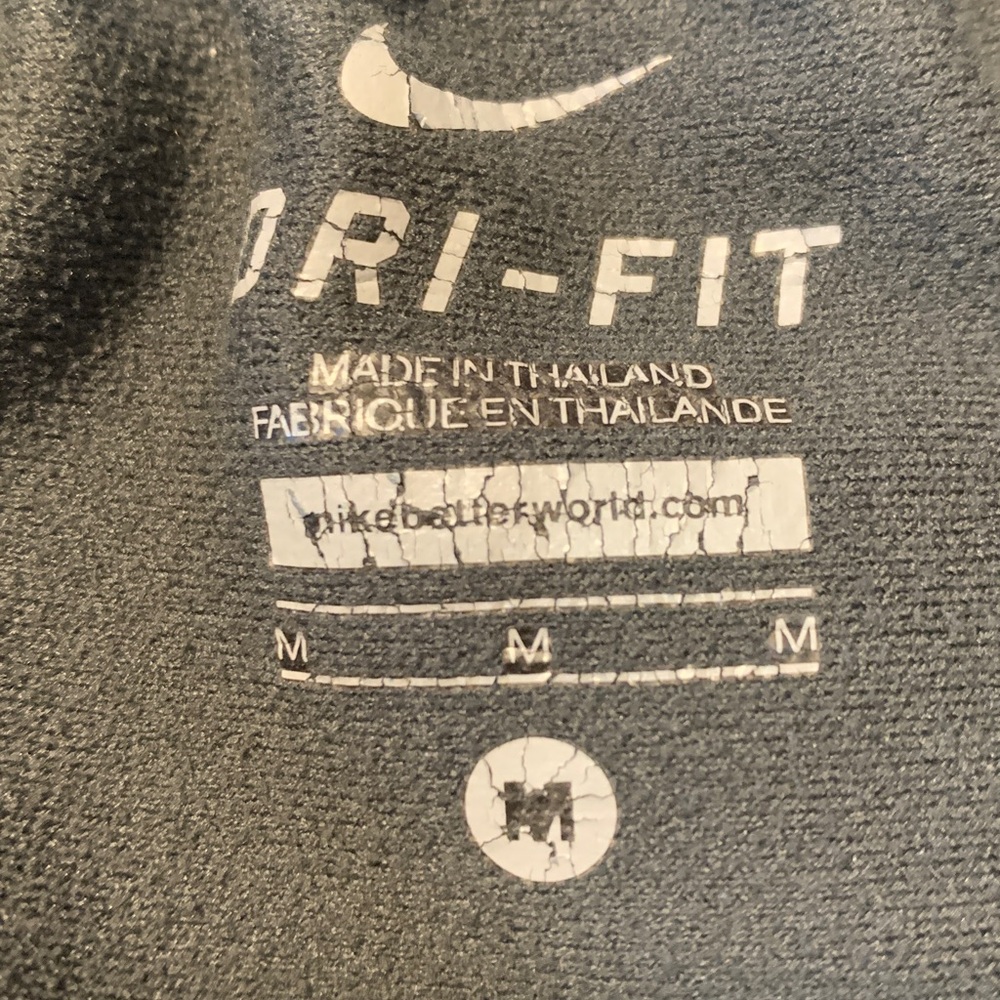 DRI-FIT
MADE IN THAILAND
FABRIQUE EN THAILANDE
nikebetterworld.com
M M M
M